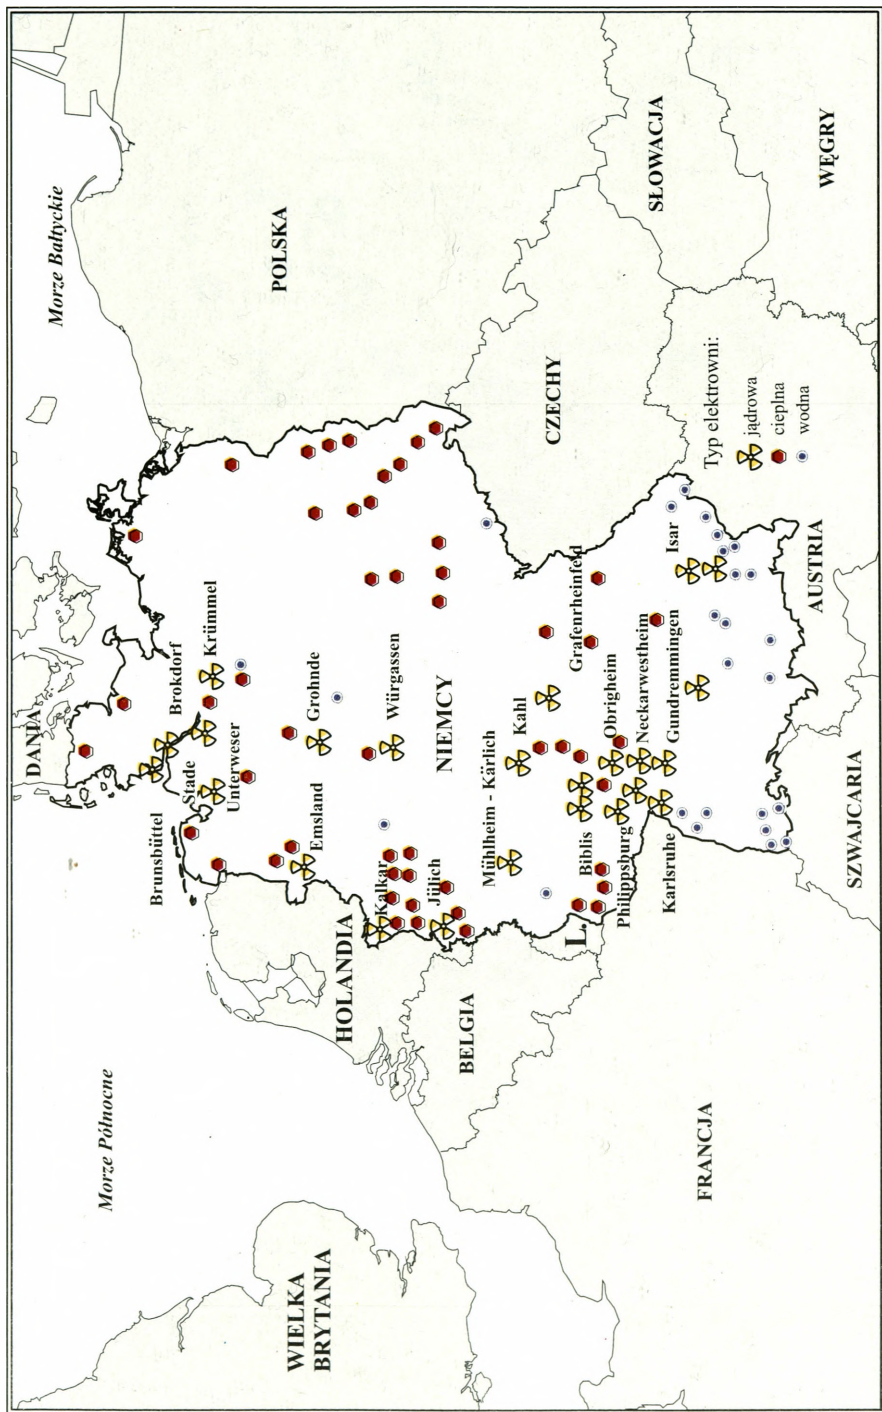 Morze Północne
Morze Bałtyckie
DANIA
WIELKA
BRYTANIA
HOLANDIA
BELGIA
L.
FRANCJA
SZWAJCARIA
AUSTRIA
NIEMCY
POLSKA
CZECHY
SŁOWACJA
WĘGRY
Brunsbüttel
Brokdorf
Stade
Krümmel
Unterweser
Emsland
Grohnde
Würgassen
Kalkar
Jülich
Mühlheim - Kärlich
Kahl
Grafenrheinfeld
Biblis
Obrigheim
Philippsburg
Neckarwestheim
Karlsruhe
Gundremmingen
Isar
Typ elektrowni:
jądrowa
cieplna
wodna